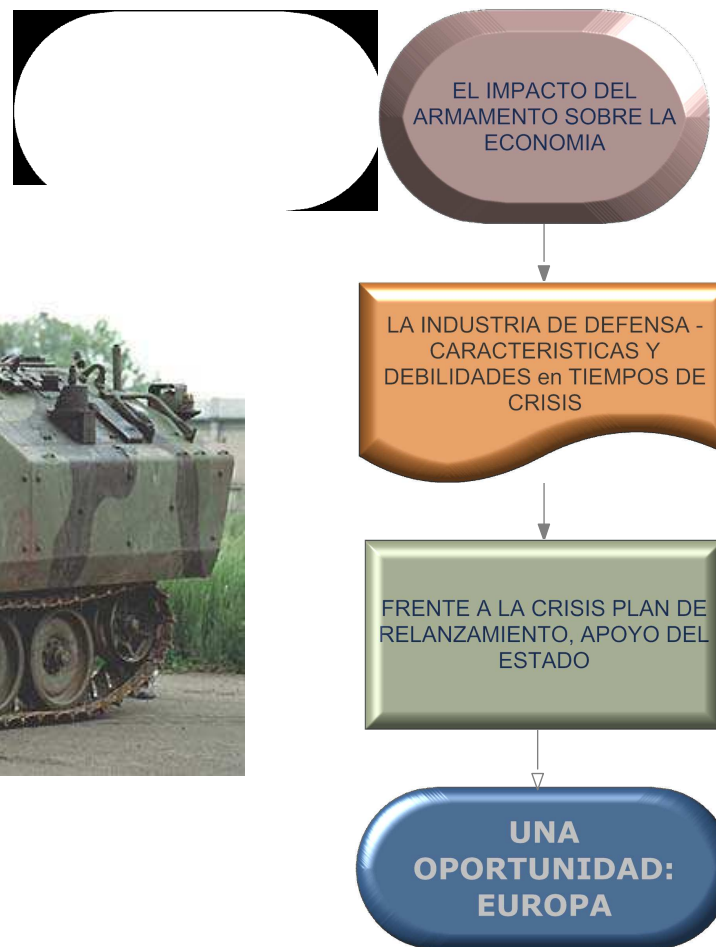 EL IMPACTO DEL
ARMAMENTO SOBRE LA
ECONOMIA
LA INDUSTRIA DE DEFENSA -
CARACTERISTICAS Y
DEBILIDADES en TIEMPOS DE
CRISIS
FRENTE A LA CRISIS PLAN DE
RELANZAMIENTO, APOYO DEL
ESTADO
UNA
OPORTUNIDAD:
EUROPA